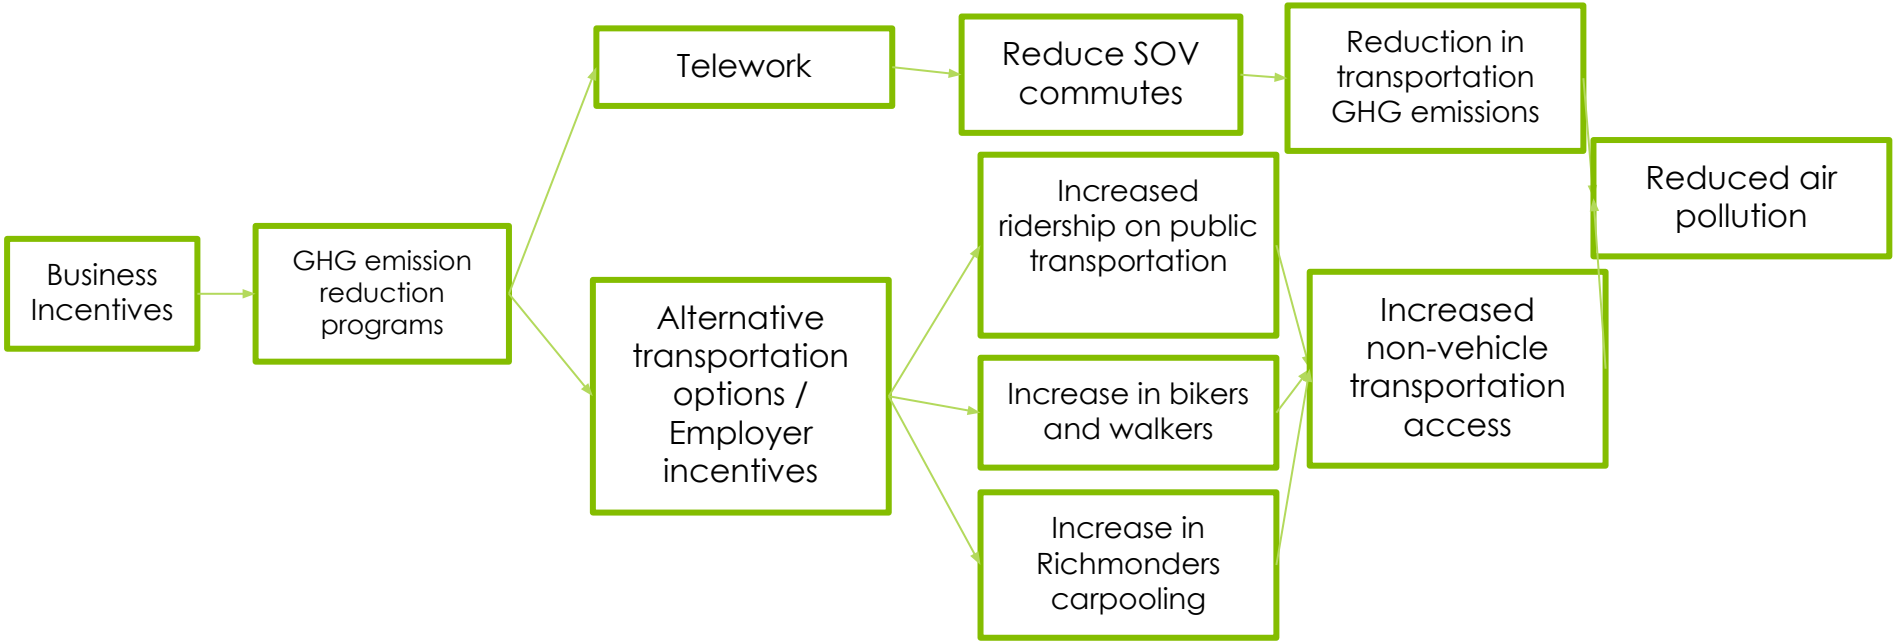 Business
Incentives
GHG emission
reduction
programs
Telework
Reduce SOV
commutes
Reduction in
transportation
GHG emissions
Reduced air
pollution
Alternative
transportation
options /
Employer
incentives
Increased
ridership on public
transportation
Increase in bikers
and walkers
Increase in
Richmonders
carpooling
Increased
non-vehicle
transportation
access